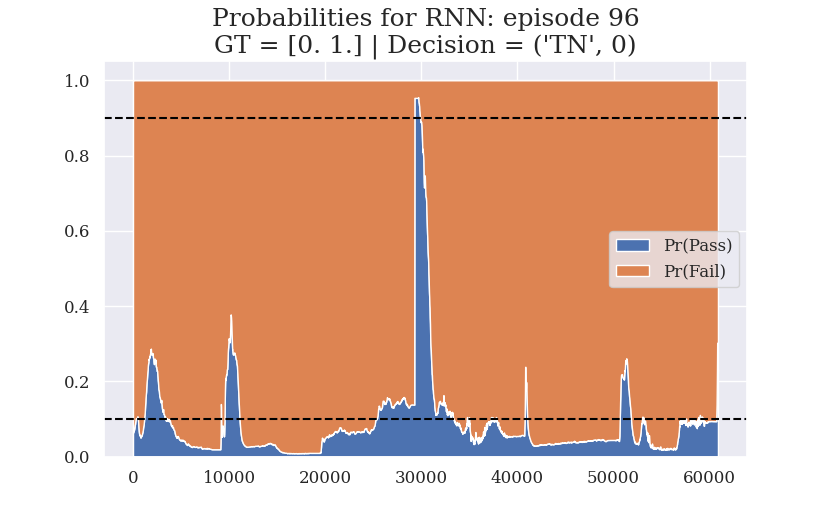 Probabilities for RNN: episode 96
GT = [0. 1.] | Decision = ('TN', 0)
1.0
0.8
0.6
0.4
0.2
0.0
Pr(Pass)
Pr(Fail)
0 10000 20000 30000 40000 50000 60000